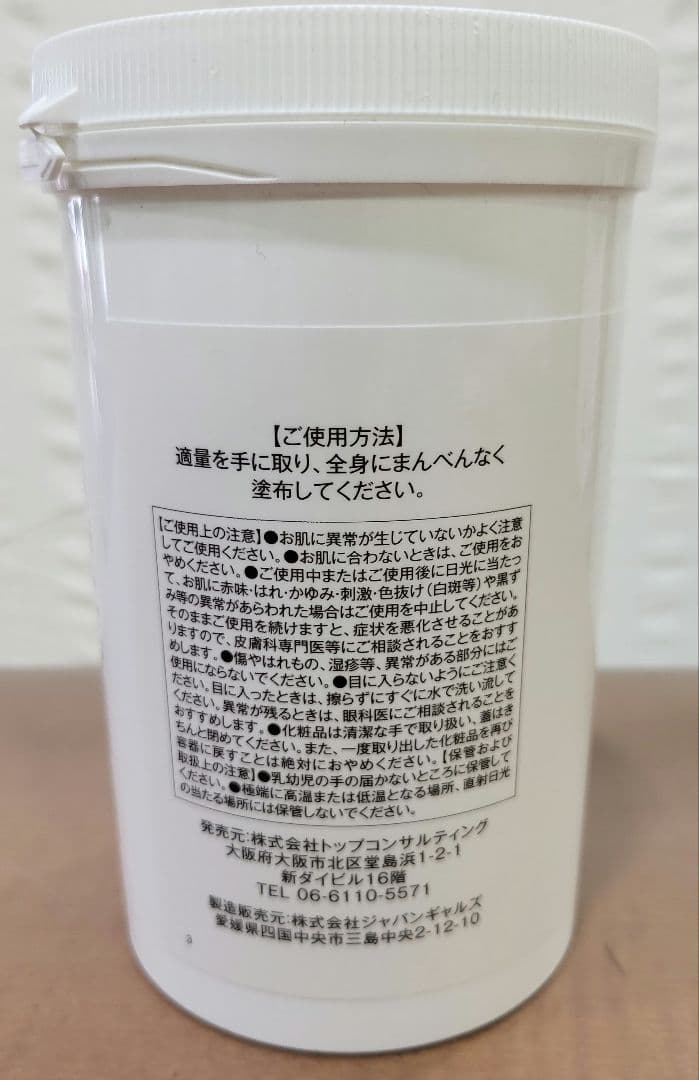 【ご使用方法】
適量を手に取り、全身にまんべんなく
塗布してください。
【ご使用上の注意】●お肌に異常が生じていないかよく注意
してご使用ください。●お肌に合わないときは、ご使用をお
やめください。●ご使用中またはご使用後に日光に当たっ
て、お肌に赤味・はれ・かゆみ・刺激・色抜け(白斑等)や黒ず
み等の異常があらわれた場合はご使用を中止してください。
そのままご使用を続けますと、症状を悪化させることがあ
りますので、皮膚科専門医等にご相談されることをおすす
めします。●傷やはれもの、湿疹等、異常がある部分にはご
使用にならないでください。●目に入らないようにご注意く
ださい。目に入ったときは、擦らずにすぐに水で洗い流して
ください。異常が残るときは、眼科医にご相談されることを
おすすめします。●化粧品は清潔な手で取り扱い、蓋はき
ちんと閉めてください。また、一度取り出した化粧品を再び
容器に戻すことは絶対におやめください。【保管および
取扱上の注意】●乳幼児の手の届かないところに保管して
ください。●極端に高温または低温となる場所、直射日光
の当たる場所には保管しないでください。
発売元:株式会社トップコンサルティング
大阪府大阪市北区堂島浜1-2-1
新ダイビル16階
TEL 06-6110-5571
製造販売元:株式会社ジャパンギャルズ
愛媛県四国中央市三島中央2-12-10